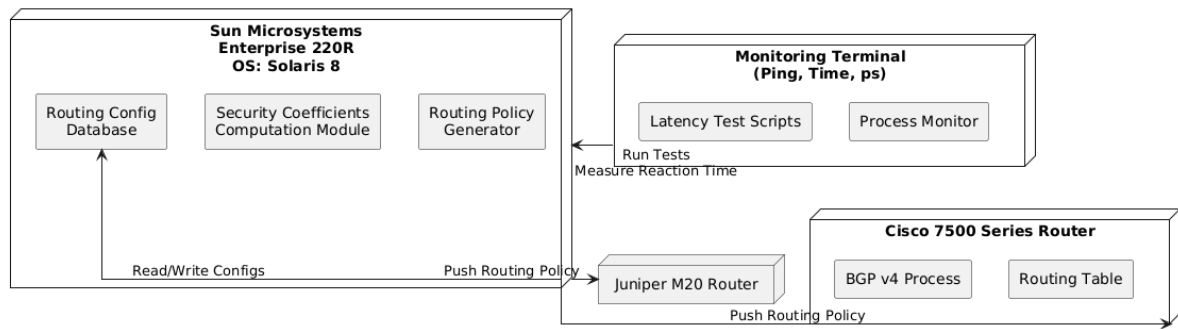 Sun Microsystems
Enterprise 220R
OS: Solaris 8
Routing Config
Database
Security Coefficients
Computation Module
Routing Policy
Generator
Monitoring Terminal
(Ping, Time, ps)
Latency Test Scripts
Process Monitor
Run Tests
Measure Reaction Time
Cisco 7500 Series Router
BGP v4 Process
Routing Table
Read/Write Configs
Push Routing Policy
Juniper M20 Router
Push Routing Policy